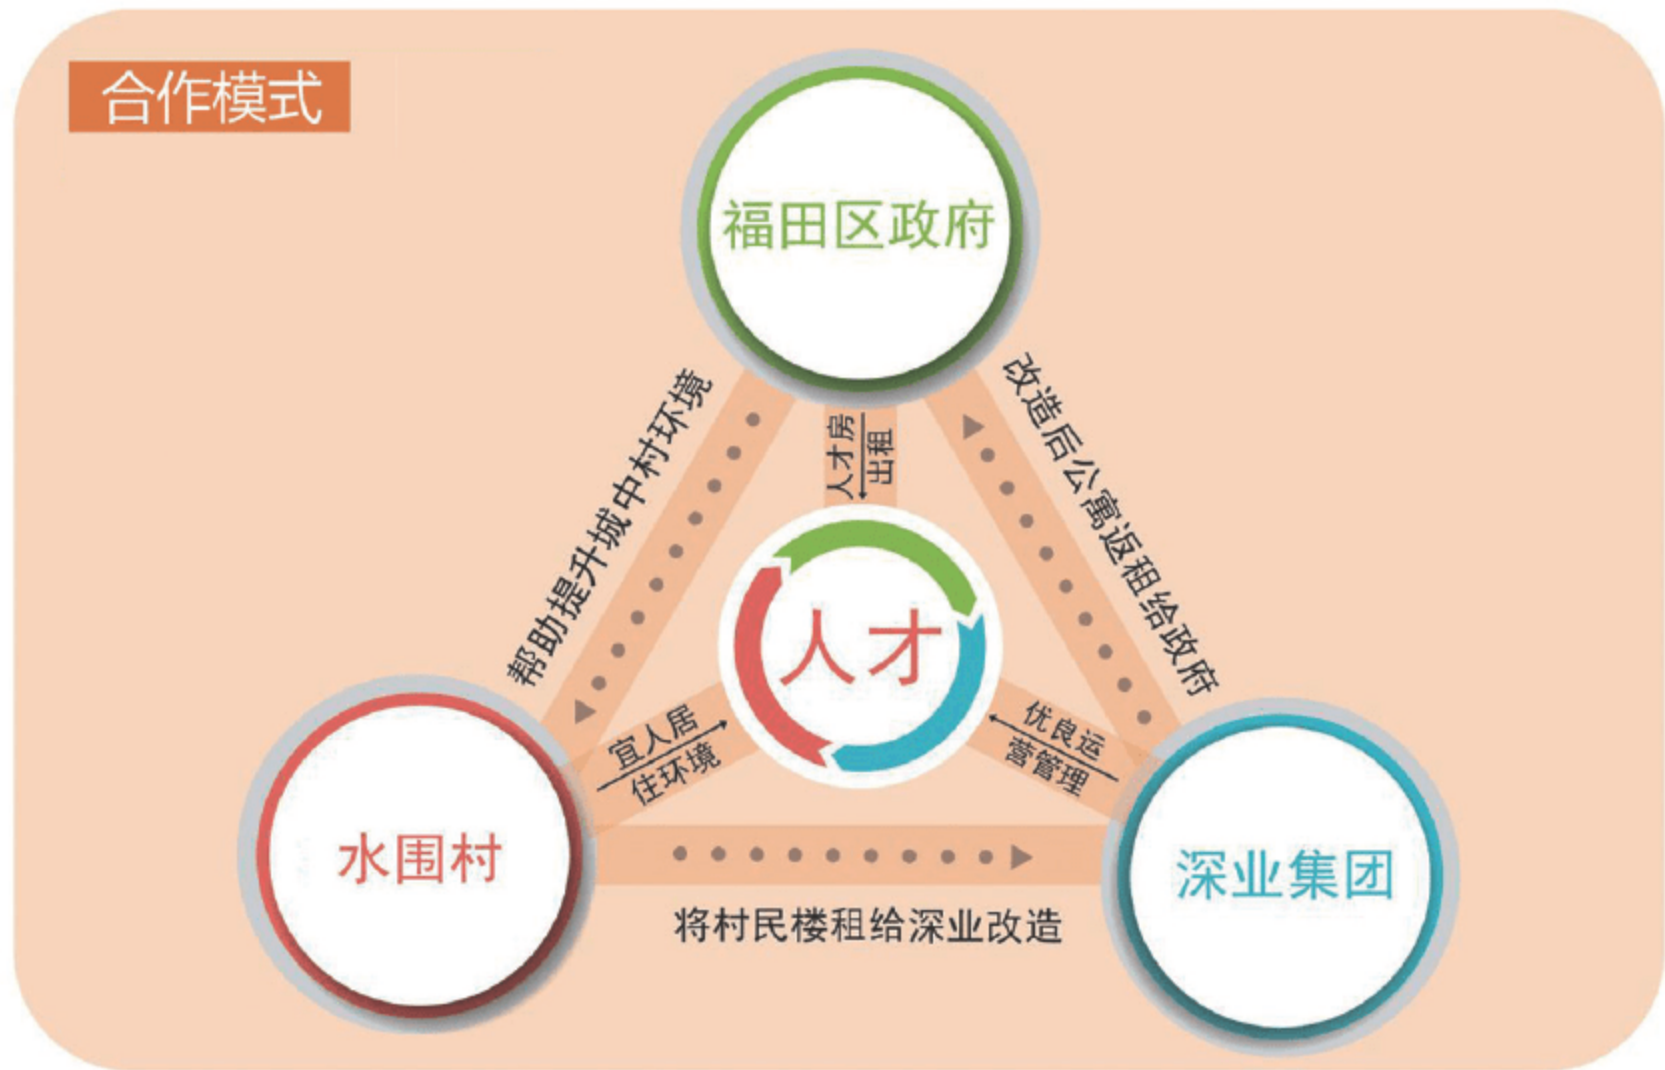 合作模式
福田区政府
帮助提升城中村环境
人才房
出租
改造后公寓返租给政府
人才
宜人居
住环境
优良运
营管理
水围村
深业集团
将村民楼租给深业改造